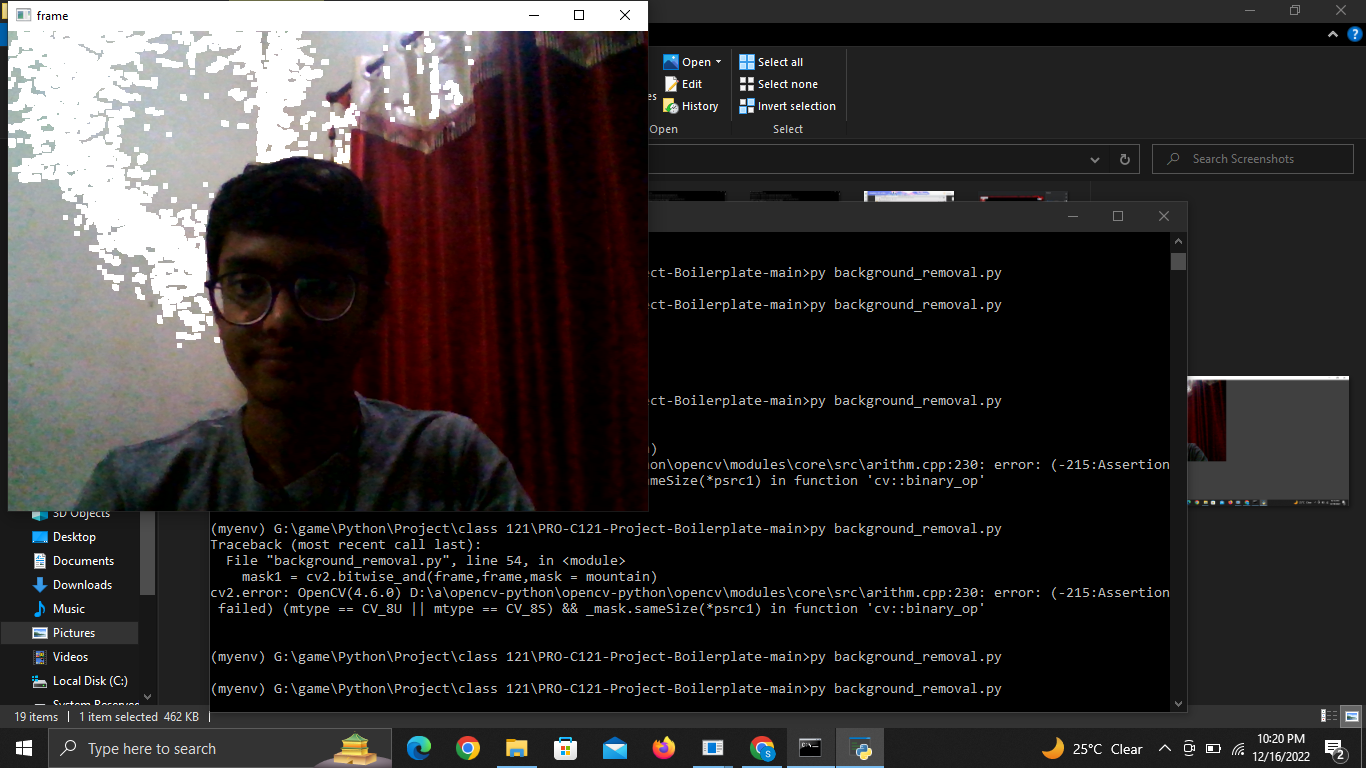 frame
Open
Select all
Edit
Select none
es
History
Invert selection
Open
Select
Search Screenshots
ct-Boilerplate-main>py background_removal.py
ct-Boilerplate-main>py background_removal.py
ct-Boilerplate-main>py background_removal.py
)
on\opencv\modules\core\src\arithm.cpp:230: error: (-215:Assertion
meSize(*psrc1) in function 'cv::binary_op'
(myenv) G:\game\Python\Project\class 121\PRO-C121-Project-Boilerplate-main>py background_removal.py
Traceback (most recent call last):
File "background_removal.py", line 54, in <module>
mask1 = cv2.bitwise_and(frame,frame,mask = mountain)
cv2.error: OpenCV(4.6.0) D:\a\opencv-python\opencv-python\opencv\modules\core\src\arithm.cpp:230: error: (-215:Assertion
failed) (mtype == CV_8U || mtype == CV_8S) && _mask.sameSize(*psrc1) in function 'cv::binary_op'
(myenv) G:\game\Python\Project\class 121\PRO-C121-Project-Boilerplate-main>py background_removal.py
(myenv) G:\game\Python\Project\class 121\PRO-C121-Project-Boilerplate-main>py background_removal.py
3D Objects
Desktop
Documents
Downloads
Music
Pictures
Videos
Local Disk (C:)
System Reserved
19 items
1 item selected 462 KB
Type here to search
25°C Clear
10:20 PM
12/16/2022
2